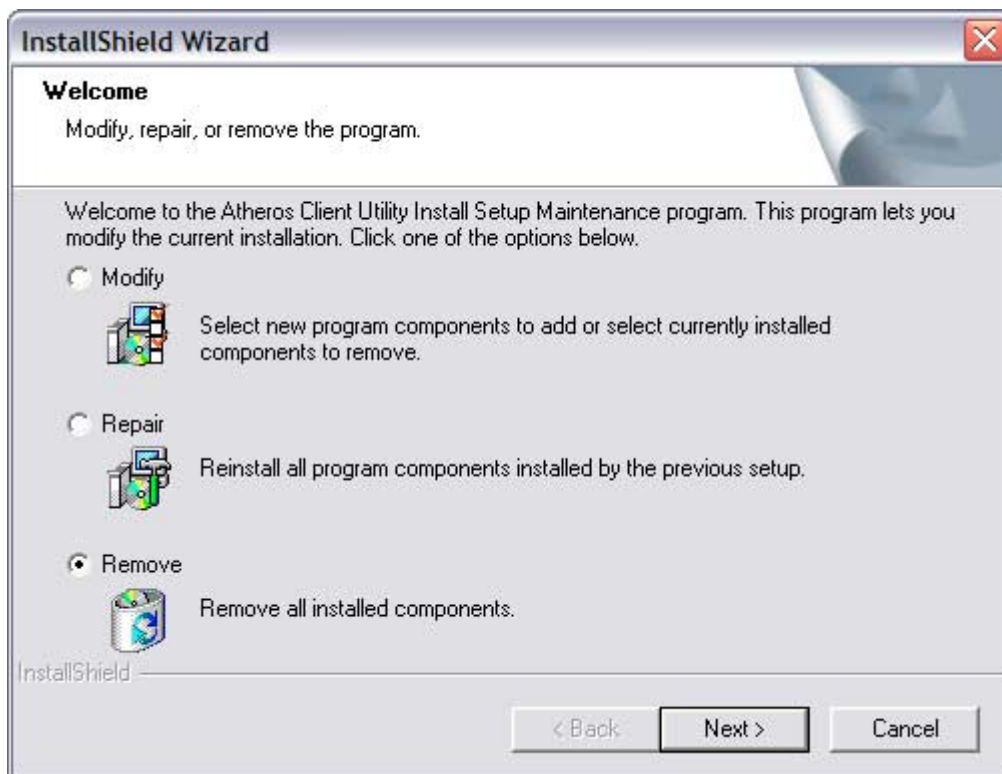 InstallShield Wizard
Welcome
Modify, repair, or remove the program.
Welcome to the Atheros Client Utility Install Setup Maintenance program. This program lets you
modify the current installation. Click one of the options below.
Modify
Select new program components to add or select currently installed
components to remove.
Repair
Reinstall all program components installed by the previous setup.
Remove
Remove all installed components.
InstallShield
< Back
Next >
Cancel